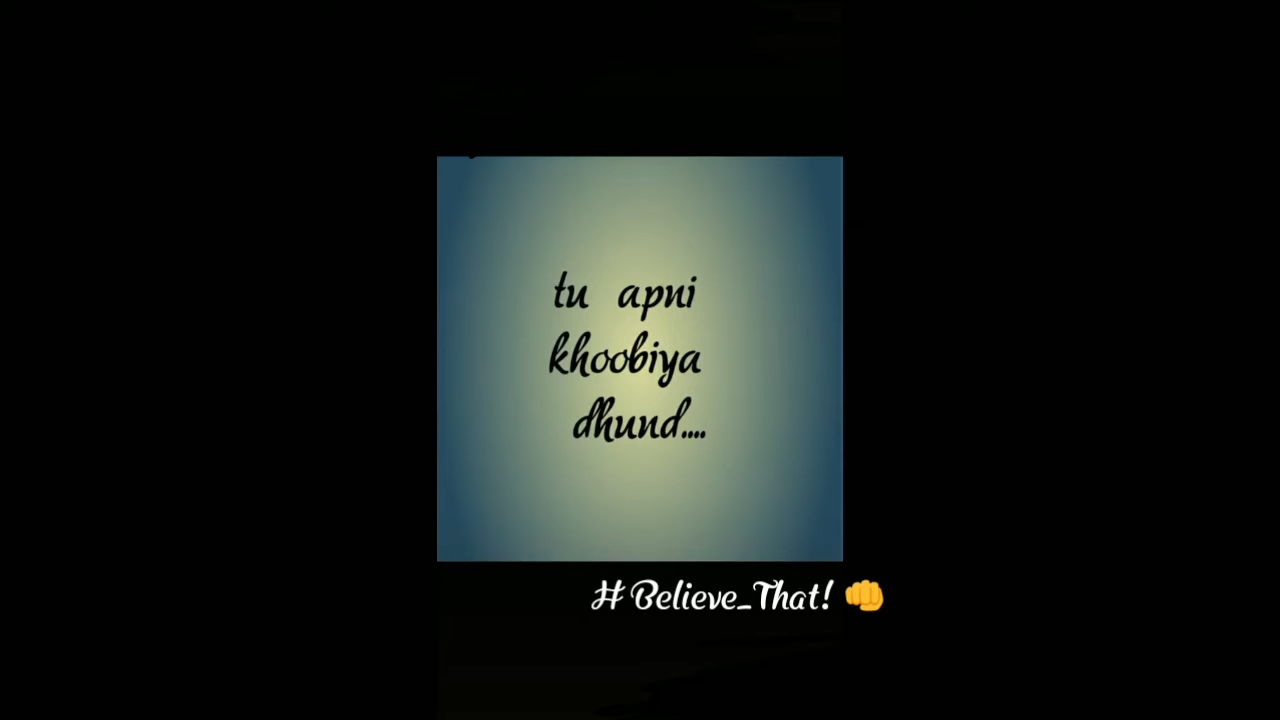 tu apni
khoobiya
dhund....
# Believe_That! 👊